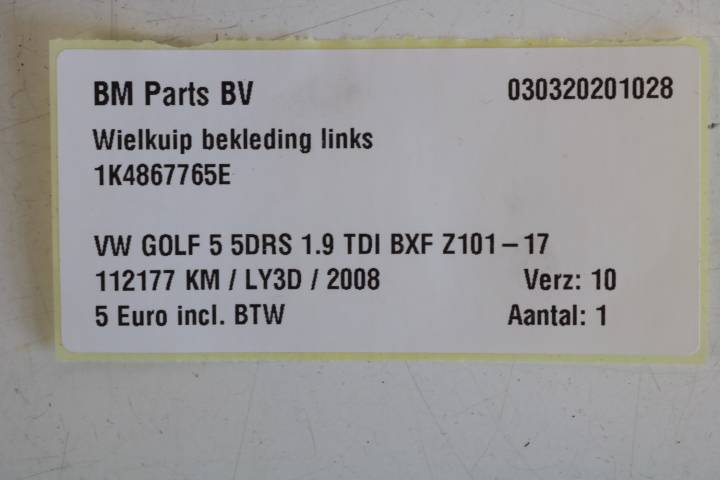 BM Parts BV 030320201028
Wielkuip bekleding links
1K4867765E
VW GOLF 5 5DRS 1.9 TDI BXF Z101-17
112177 KM / LY3D / 2008 Verz: 10
5 Euro incl. BTW Aantal: 1